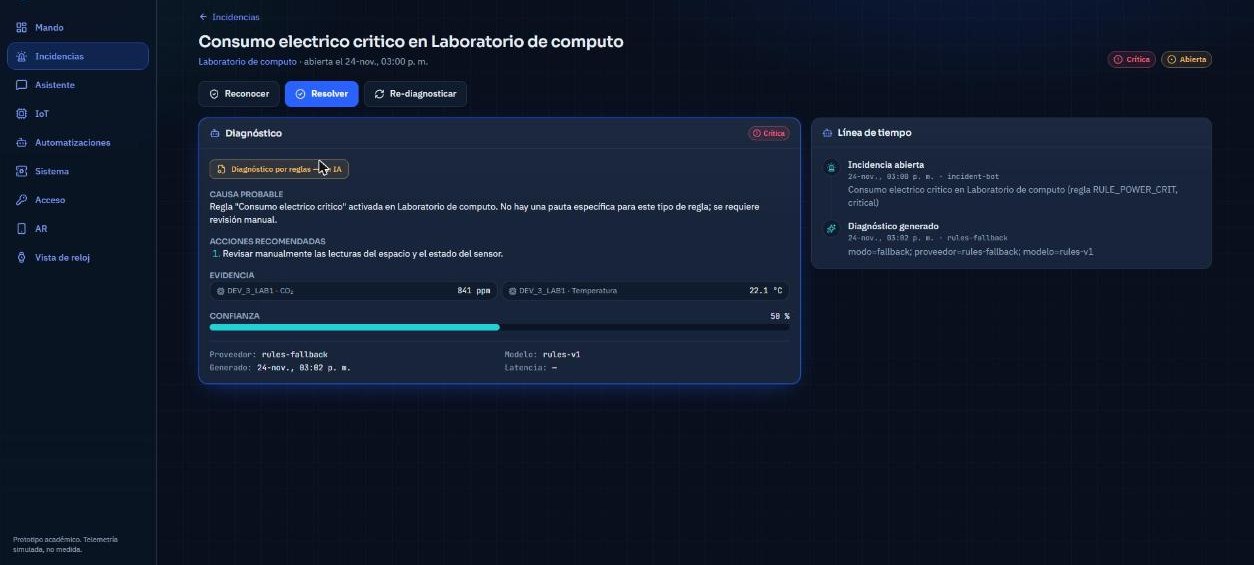 Mando
Incidencias
Asistente
IoT
Automatizaciones
Sistema
Acceso
AR
Vista de reloj
Prototipo académico. Telemetría
simulada, no medida.
← Incidencias
Consumo electrico critico en Laboratorio de computo
Laboratorio de computo · abierta el 24-nov., 03:00 p. m.
Crítica
Abierta
Reconocer
Resolver
Re-diagnosticar
Diagnóstico
Crítica
Diagnóstico por reglas — IA
CAUSA PROBABLE
Regla "Consumo electrico critico" activada en Laboratorio de computo. No hay una pauta específica para este tipo de regla; se requiere
revisión manual.
ACCIONES RECOMENDADAS
1. Revisar manualmente las lecturas del espacio y el estado del sensor.
EVIDENCIA
DEV_3_LAB1 · CO₂ 841 ppm
DEV_3_LAB1 · Temperatura 22.1 °C
CONFIANZA 50 %
Proveedor: rules-fallback
Modelo: rules-v1
Generado: 24-nov., 03:02 p. m.
Latencia: —
Línea de tiempo
Incidencia abierta
24-nov., 03:00 p. m. · incident-bot
Consumo electrico critico en Laboratorio de computo (regla RULE_POWER_CRIT,
critical)
Diagnóstico generado
24-nov., 03:02 p. m. · rules-fallback
modo=fallback; proveedor=rules-fallback; modelo=rules-v1